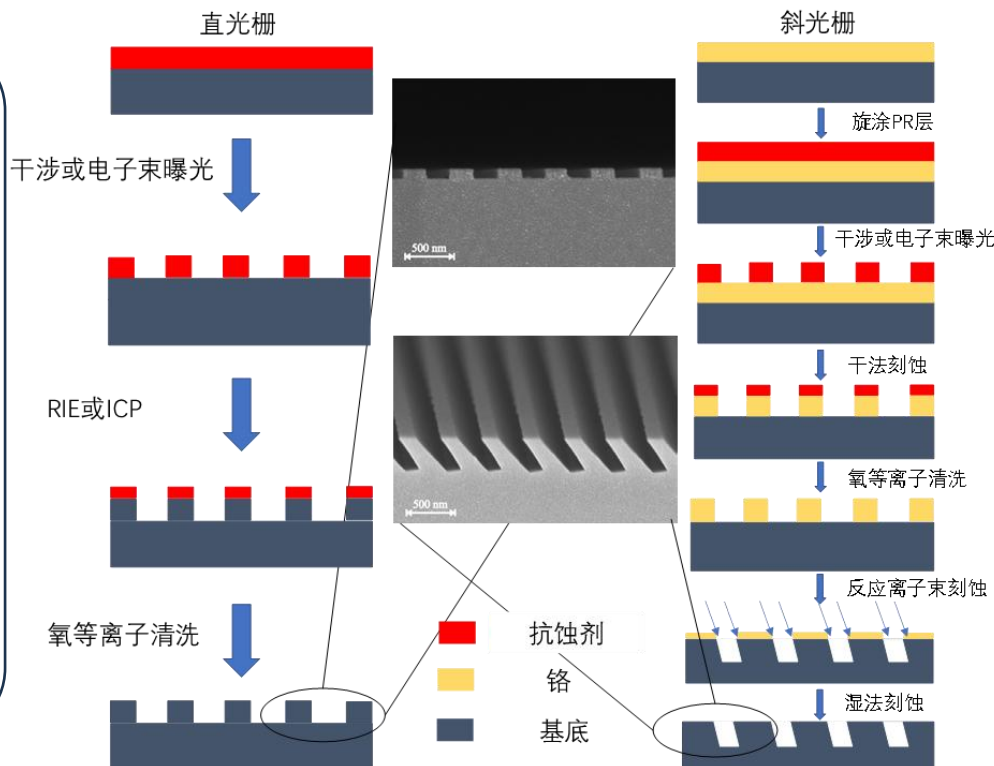 直光栅
干涉或电子束曝光
RIE或ICP
氧等离子清洗
500 nm
500 nm
抗蚀剂
铬
基底
斜光栅
旋涂PR层
干涉或电子束曝光
干法刻蚀
氧等离子清洗
反应离子束刻蚀
湿法刻蚀